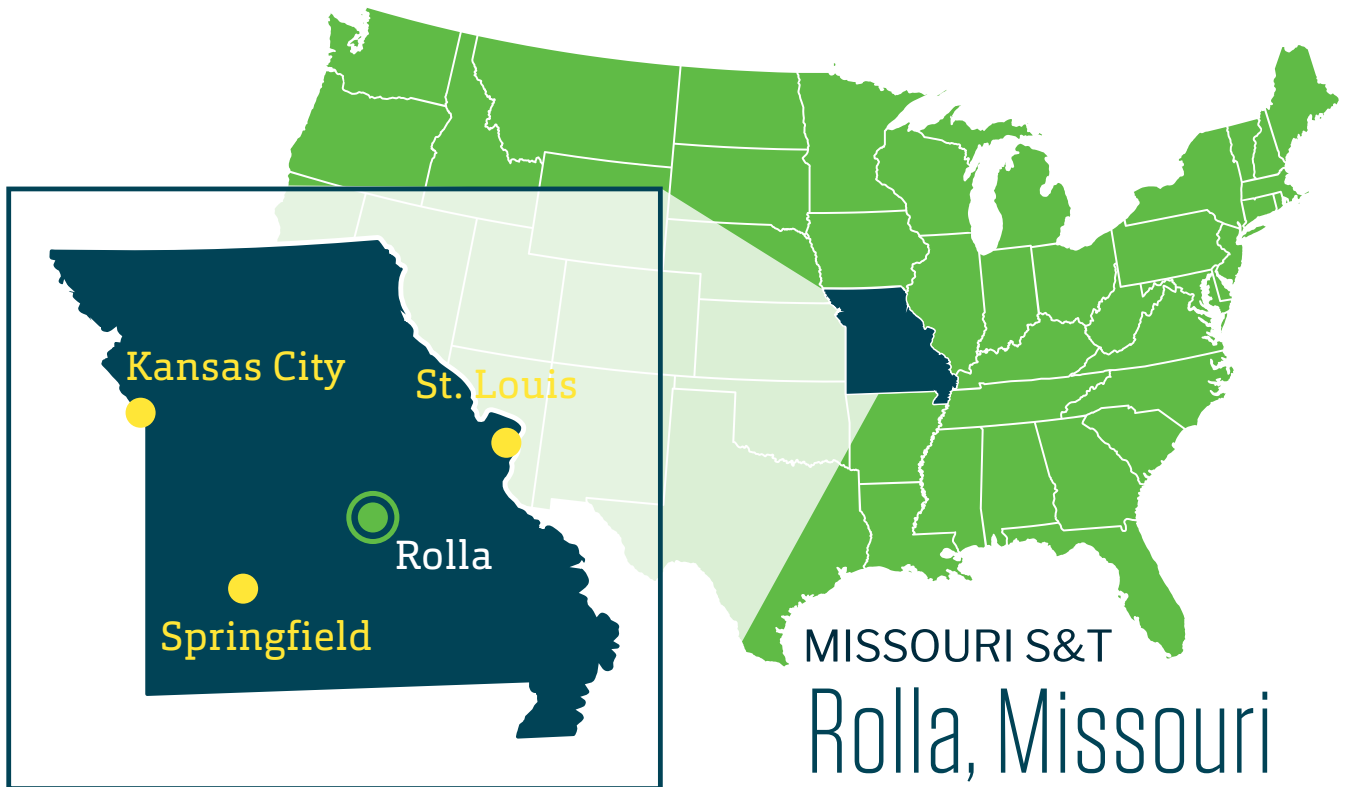 Kansas City
St. Louis
Rolla
Springfield
MISSOURI S&T
Rolla, Missouri